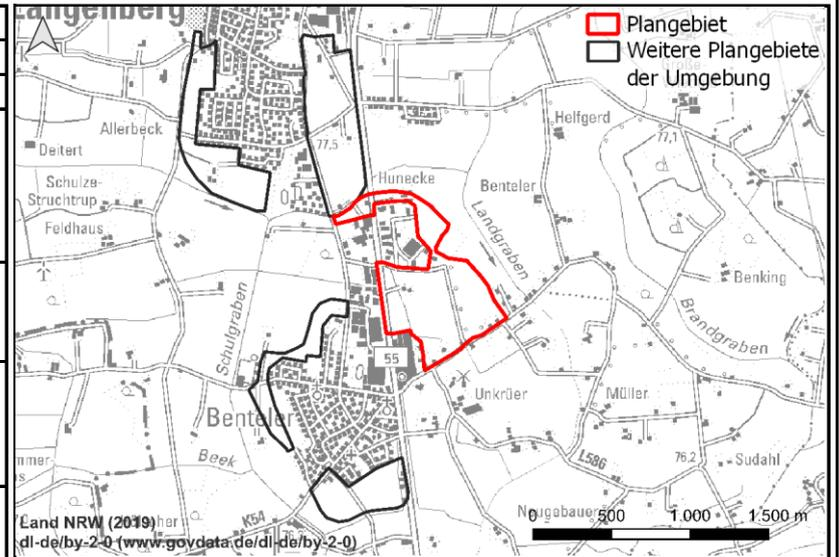 Langenberg
Plangebiet
Weitere Plangebiete
der Umgebung
Allerbeck
Deitert
77,5
Helfgerd
77,1
Schulze-
Struchtrup
Feldhaus
Hunecke
Benteler
Landgraben
Benking
Brandgraben
Schulgraben
55
Unkrüer
Müller
Benteler
Beek
L586
76,2
Sudahl
K54
Neugebauer
0
500
1.000
1.500 m
Land NRW (2019)
dl-de/by-2-0 (www.govdata.de/dl-de/by-2-0)